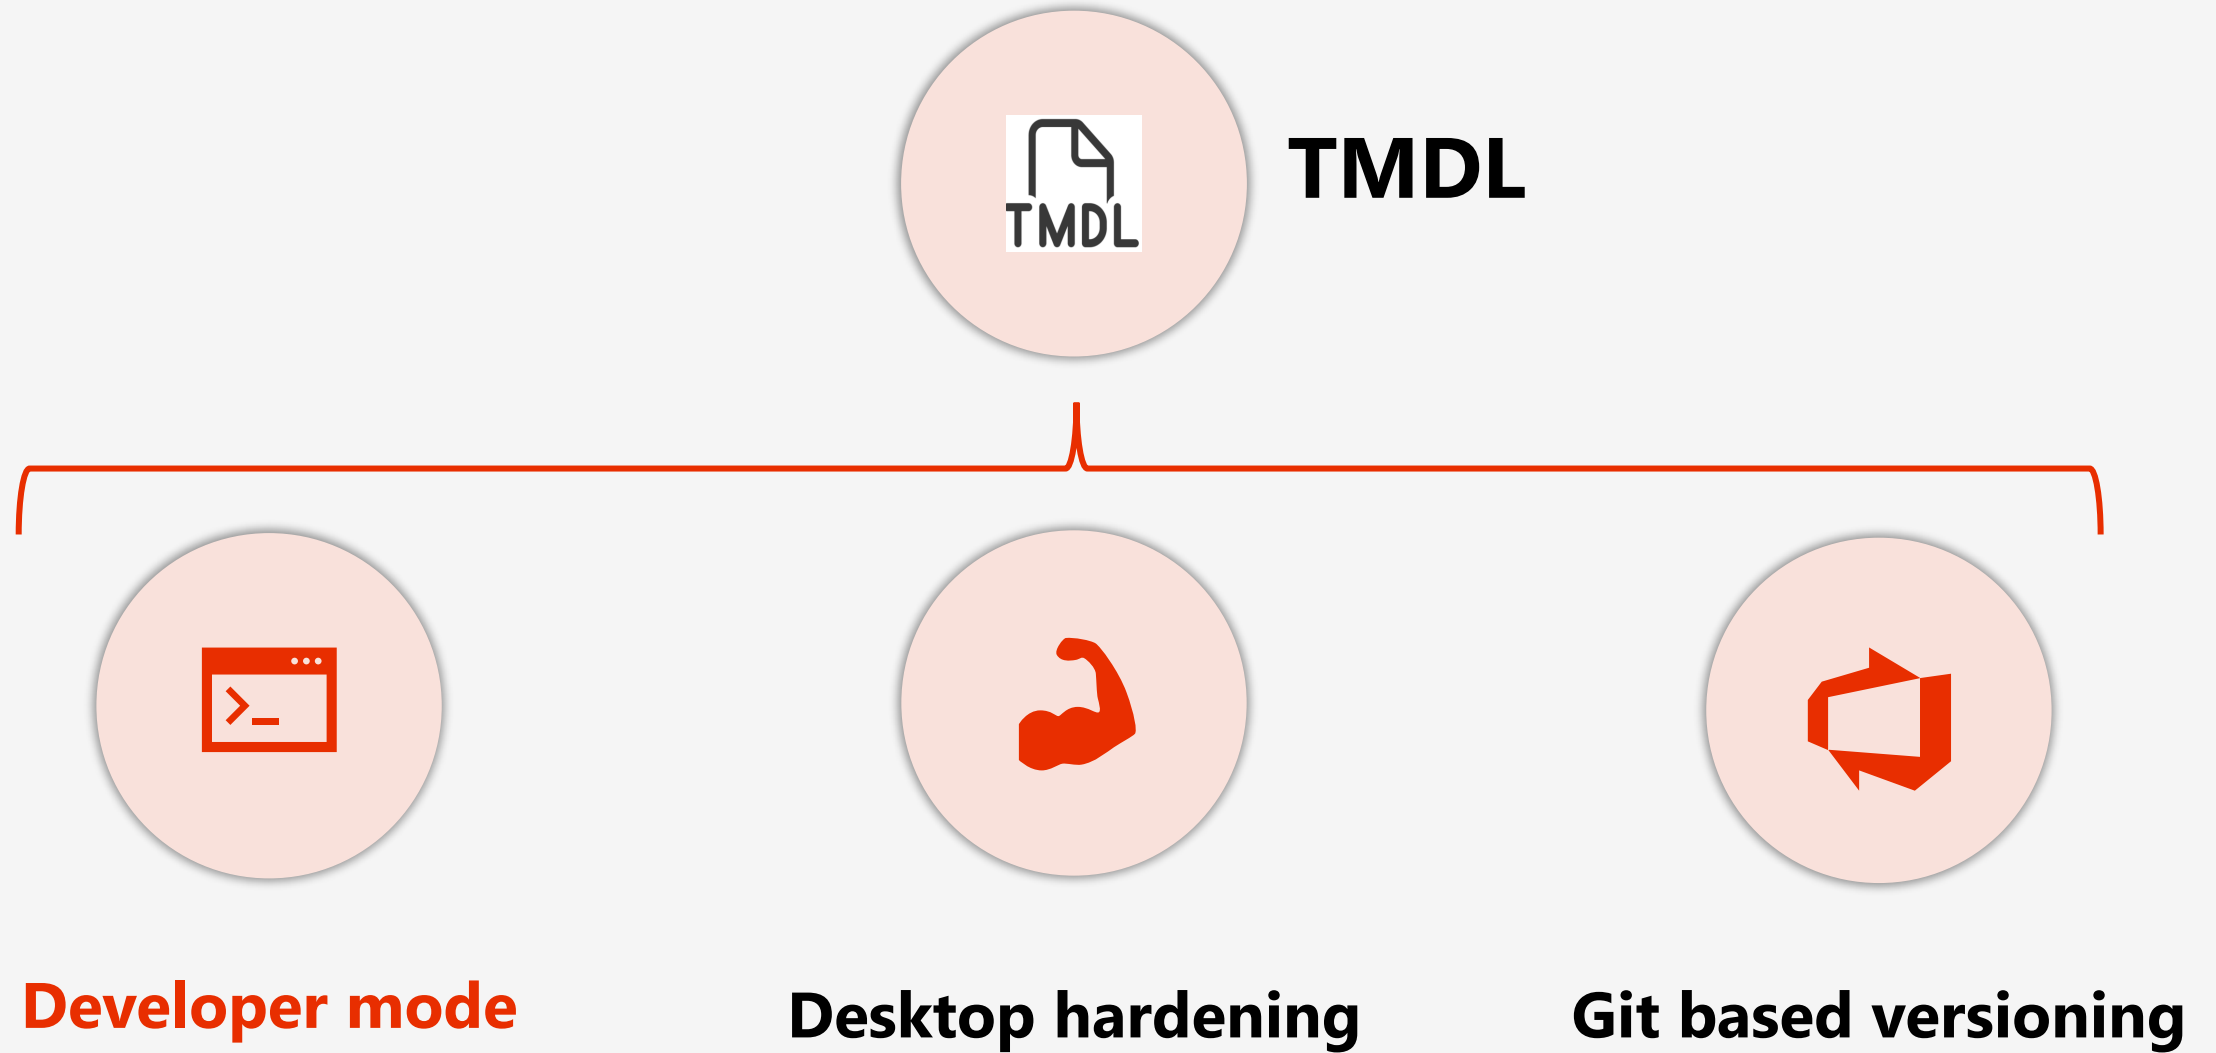 TMDL
TMDL
Developer mode
Desktop hardening
Git based versioning